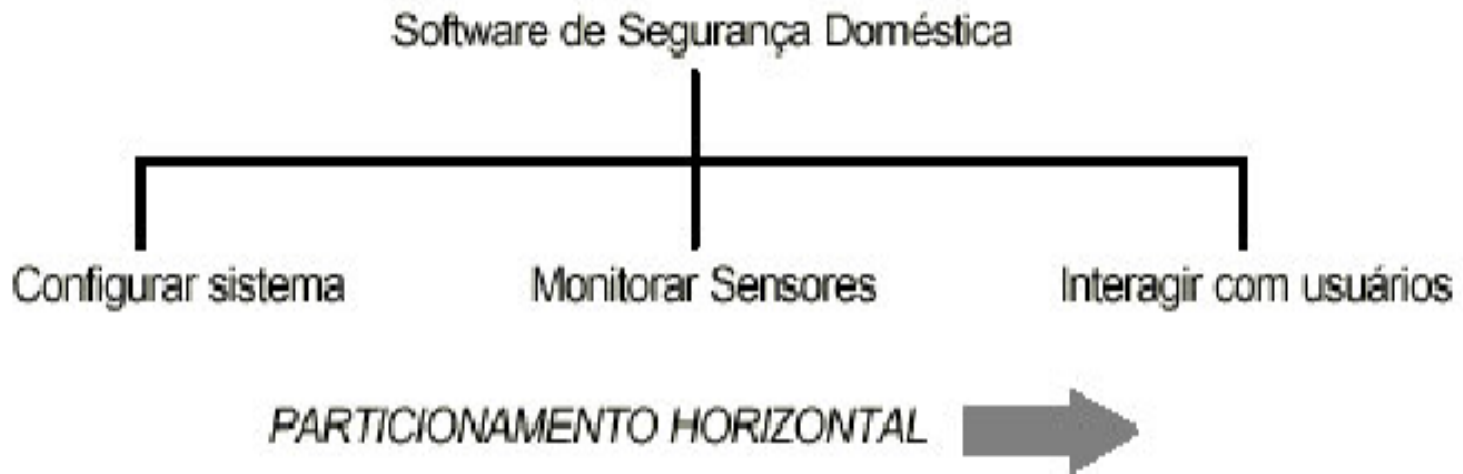 Software de Segurança Doméstica
Configurar sistema Monitorar Sensores Interagir com usuários
PARTICIONAMENTO HORIZONTAL